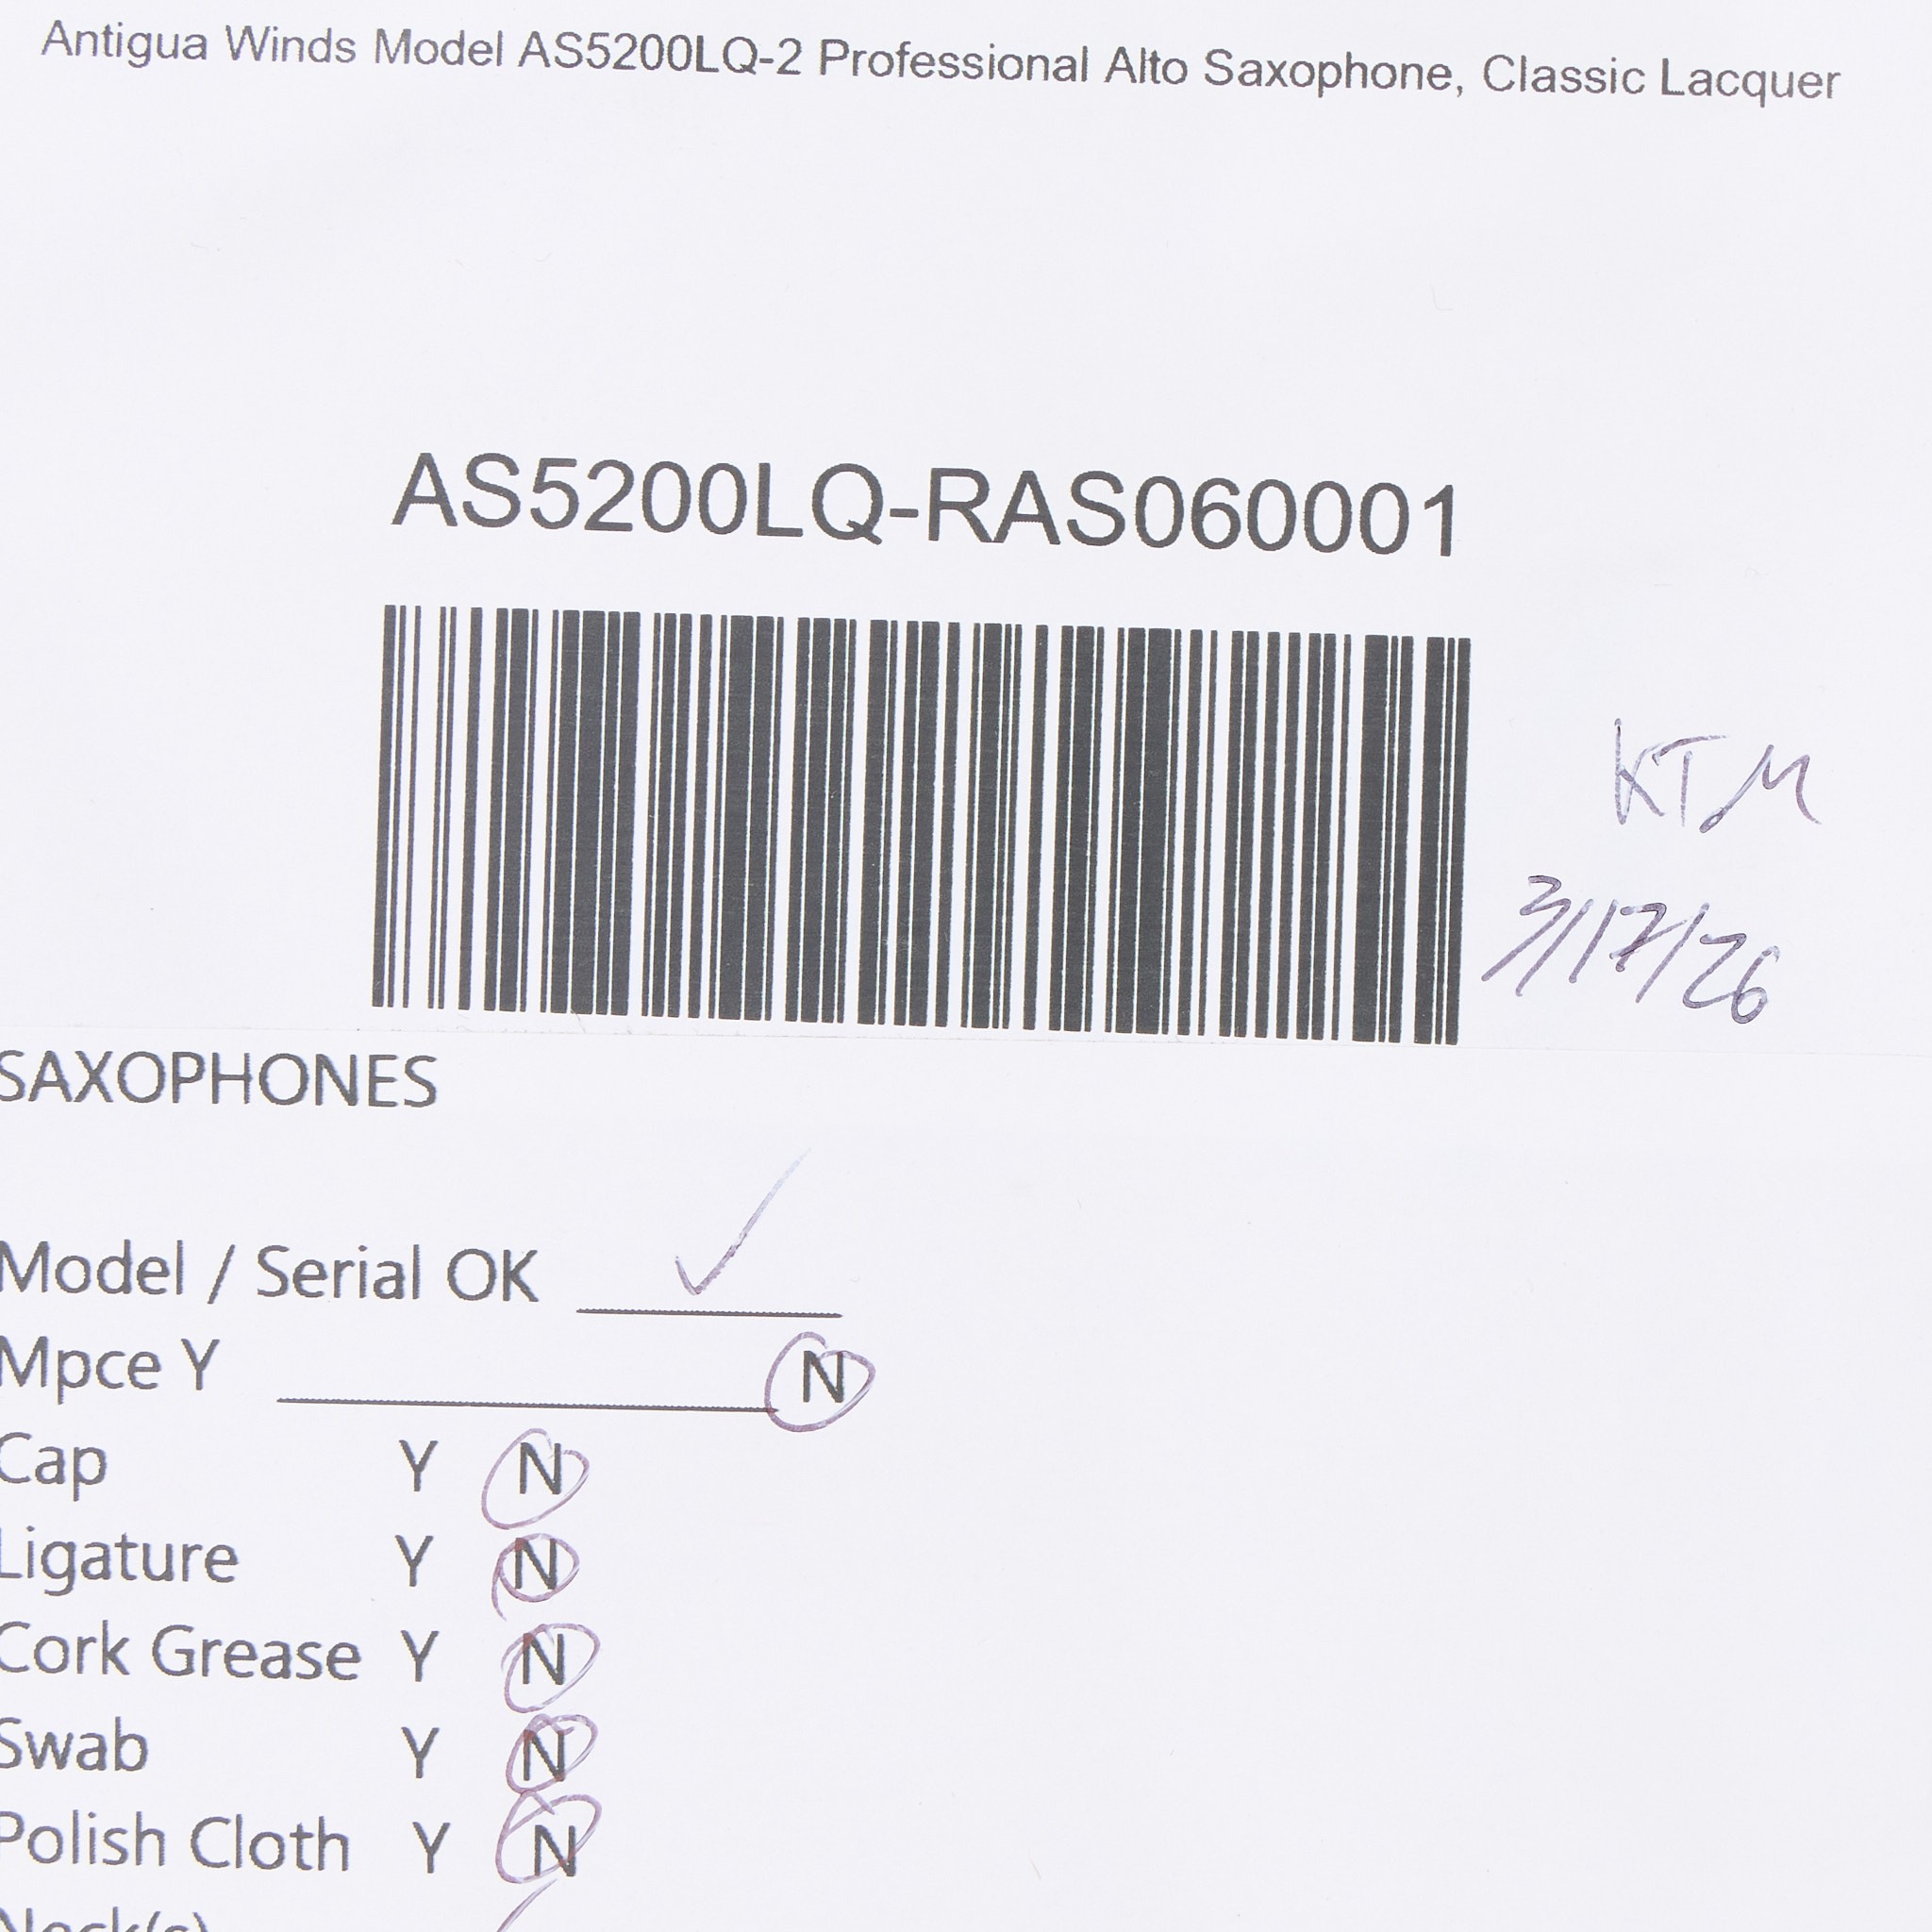 Antigua Winds Model AS5200LQ-2 Professional Alto Saxophone, Classic Lacquer
AS5200LQ-RAS060001
KTM
3/17/26
SAXOPHONES
Model / Serial OK ✓
Mpce Y N
Cap Y N
Ligature Y N
Cork Grease Y N
Swab Y N
Polish Cloth Y N
Neck(s)